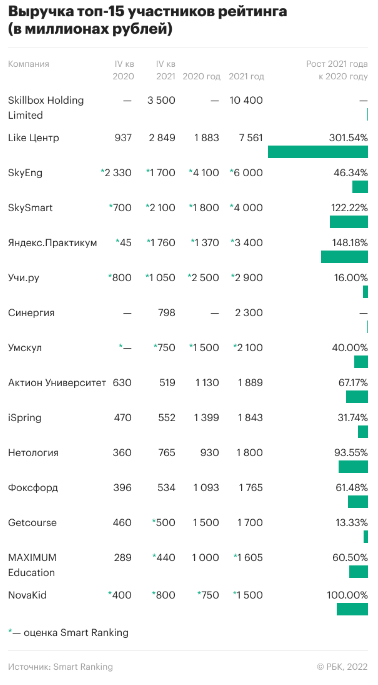 Выручка топ-15 участников рейтинга
(в миллионах рублей)
Компания IV кв 2020 IV кв 2021 2020 год 2021 год Рост 2021 года к 2020 году
Skillbox Holding Limited — 3 500 — 10 400 —
Like Центр 937 2 849 1 883 7 561 301.54%
SkyEng *2 330 *1 700 *4 100 *6 000 46.34%
SkySmart *700 *2 100 *1 800 *4 000 122.22%
Яндекс.Практикум *45 *1 760 *1 370 *3 400 148.18%
Учи.ру *800 *1 050 *2 500 *2 900 16.00%
Синергия — 798 — 2 300 —
Умскул *— *750 *1 500 *2 100 40.00%
Актион Университет 630 519 1 130 1 889 67.17%
iSpring 470 552 1 399 1 843 31.74%
Нетология 360 765 930 1 800 93.55%
Фоксфорд 396 534 1 093 1 765 61.48%
Getcourse 460 *500 1 500 1 700 13.33%
MAXIMUM Education 289 *440 1 000 *1 605 60.50%
NovaKid *400 *800 *750 *1 500 100.00%
*— оценка Smart Ranking
Источник: Smart Ranking © РБК, 2022